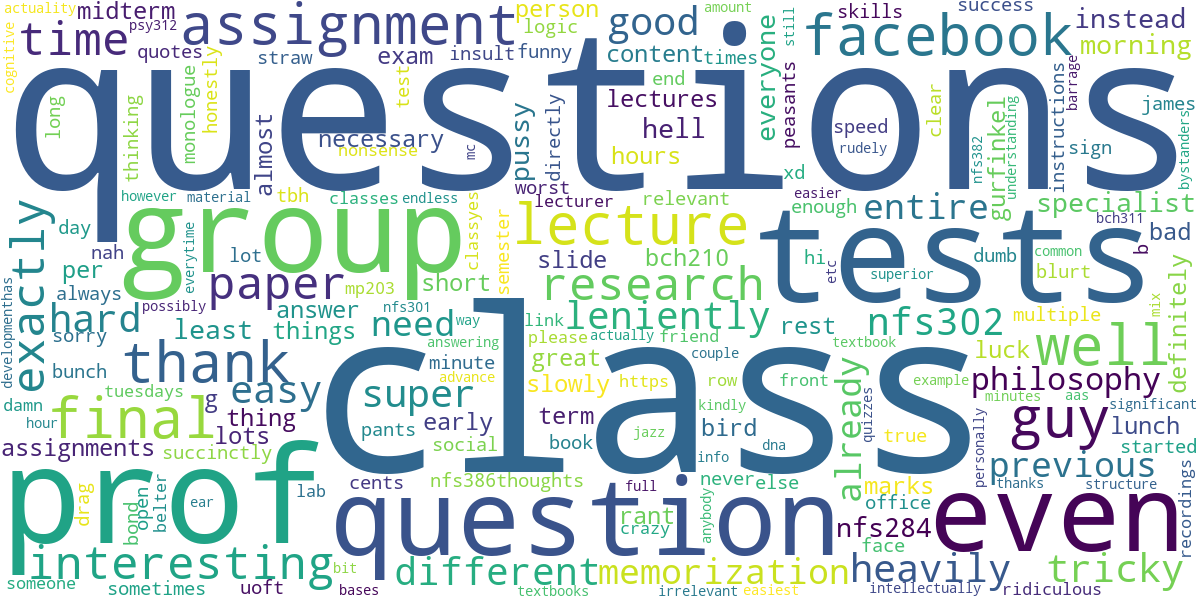 actuality
midterm
psy312
assignment
person
logic
good
facebook
skills
success
instead
morning
time
quotes
straw
exam
insult
funny
content
times
everyone
still
amount
cognitive
questions
long
thinking
monologue
honestly
almost
necessary
nonsense
test
mc
pussy
directly
end
lectures
hell
hours
peasants
speed
rudely
clear
nfs382
gurfinkel
understanding
instructions
barrage
sign
james
bystanders
however
material
tbh
classes
endless
classyes
worst
lecturer
relevant
xd
easier
enough
entire
specialist
bch311
exactly
day
nah
per
always
everytime
group
lot
paper
mp203
short
semester
lecture
slide
bch210
research
hi
etc
tests
superior
dumb
common
blurt
b
bad
developmenthas
hard
sorry
bunch
possibly
least
things
answer
nfs301
need
way
answering
minute
advance
link
please
actually
leniently
friend
great
rest
nfs302
textbook
multiple
luck
well
mix
definitely
thank
tuesdays
easy
g
super
slowly
https
couple
row
kindly
front
already
example
philosophy
minutes
aas
significant
damn
hour
final
thing
lots
pants
early
social
term
book
jazz
bird
dna
info
quizzes
true
personally
guy
lunch
started
assignments
succinctly
class
previous
prof
drag
open
bond
belter
ear
lab
cents
nfs386thoughts
full
rant
crazy
never
else
anybody
marks
office
nfs284
face
even
thanks
structure
recordings
question
interesting
bit
someone
sometimes
uoft
bases
different
textbooks
memorization
irrelevant
easiest
heavily
intellectually
ridiculous
tricky